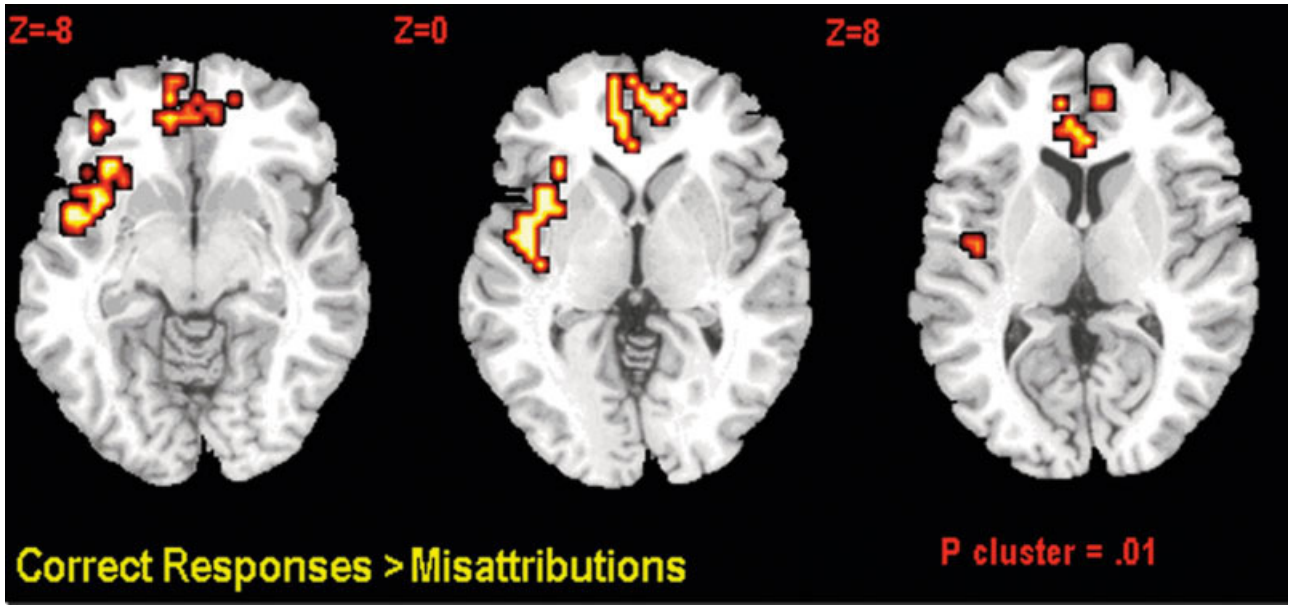 Z=-8
Z=0
Z=8
Correct Responses > Misattributions
P cluster = .01